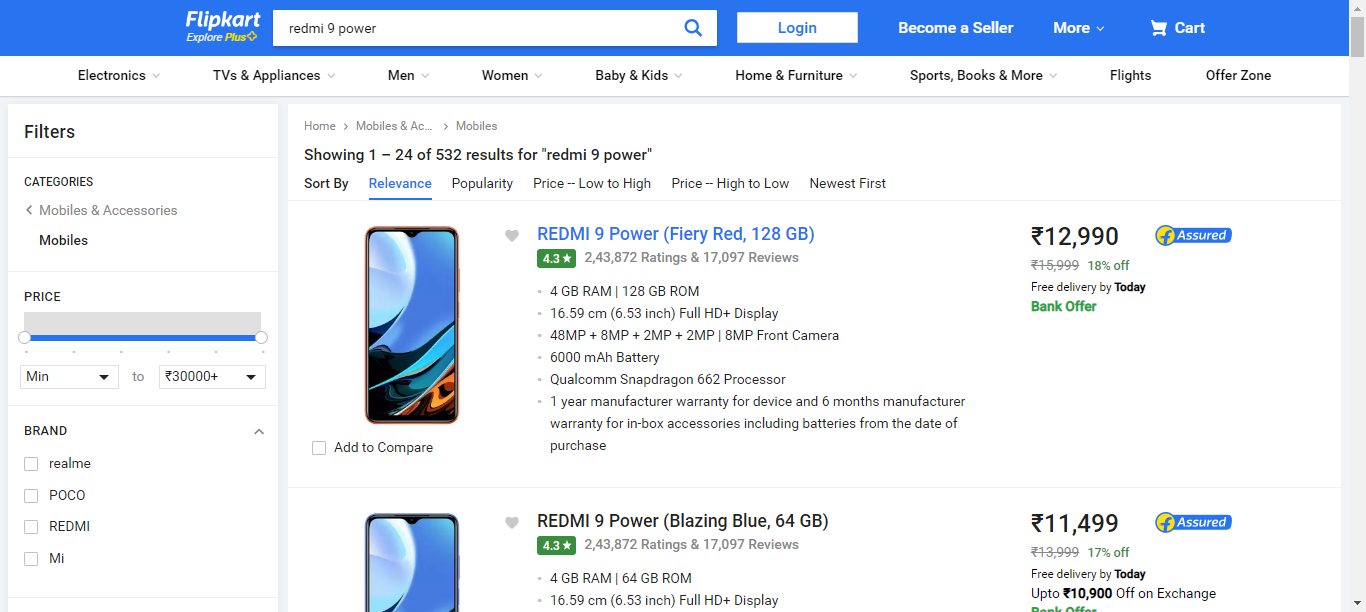 Flipkart
Explore Plus
redmi 9 power
Login
Become a Seller
More
Cart
Electronics
TVs & Appliances
Men
Women
Baby & Kids
Home & Furniture
Sports, Books & More
Flights
Offer Zone
Filters
CATEGORIES
Mobiles & Accessories
Mobiles
PRICE
Min
to
₹30000+
BRAND
realme
POCO
REDMI
Mi
Home > Mobiles & Ac... > Mobiles
Showing 1 – 24 of 532 results for "redmi 9 power"
Sort By Relevance Popularity Price -- Low to High Price -- High to Low Newest First
Add to Compare
REDMI 9 Power (Fiery Red, 128 GB)
4.3★ 2,43,872 Ratings & 17,097 Reviews
4 GB RAM | 128 GB ROM
16.59 cm (6.53 inch) Full HD+ Display
48MP + 8MP + 2MP + 2MP | 8MP Front Camera
6000 mAh Battery
Qualcomm Snapdragon 662 Processor
1 year manufacturer warranty for device and 6 months manufacturer
warranty for in-box accessories including batteries from the date of
purchase
₹12,990
Assured
₹15,999 18% off
Free delivery by Today
Bank Offer
REDMI 9 Power (Blazing Blue, 64 GB)
4.3★ 2,43,872 Ratings & 17,097 Reviews
4 GB RAM | 64 GB ROM
16.59 cm (6.53 inch) Full HD+ Display
₹11,499
Assured
₹13,999 17% off
Free delivery by Today
Upto ₹10,900 Off on Exchange
Bank Offer